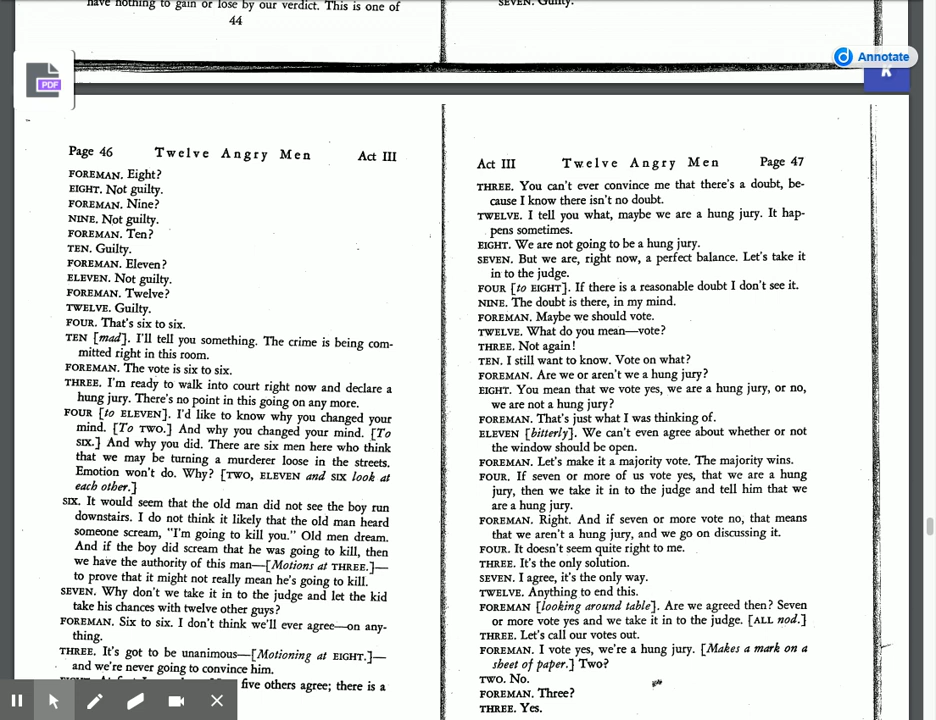 have nothing to gain or lose by our verdict. This is one of
44
SEVEN. Guilty.
Annotate
PDF
Page 46 Twelve Angry Men Act III
FOREMAN. Eight?
EIGHT. Not guilty.
FOREMAN. Nine?
NINE. Not guilty.
FOREMAN. Ten?
TEN. Guilty.
FOREMAN. Eleven?
ELEVEN. Not guilty.
FOREMAN. Twelve?
TWELVE. Guilty.
FOUR. That's six to six.
TEN [mad]. I'll tell you something. The crime is being com-
mitted right in this room.
FOREMAN. The vote is six to six.
THREE. I'm ready to walk into court right now and declare a
hung jury. There's no point in this going on any more.
FOUR [to ELEVEN]. I'd like to know why you changed your
mind. [To TWO.] And why you changed your mind. [To
SIX.] And why you did. There are six men here who think
that we may be turning a murderer loose in the streets.
Emotion won't do. Why? [TWO, ELEVEN and SIX look at
each other.]
SIX. It would seem that the old man did not see the boy run
downstairs. I do not think it likely that the old man heard
someone scream, "I'm going to kill you." Old men dream.
And if the boy did scream that he was going to kill, then
we have the authority of this man—[Motions at THREE.]—
to prove that it might not really mean he's going to kill.
SEVEN. Why don't we take it in to the judge and let the kid
take his chances with twelve other guys?
FOREMAN. Six to six. I don't think we'll ever agree—on any-
thing.
THREE. It's got to be unanimous—[Motioning at EIGHT.]—
and we're never going to convince him.
five others agree; there is a
Act III Twelve Angry Men Page 47
THREE. You can't ever convince me that there's a doubt, be-
cause I know there isn't no doubt.
TWELVE. I tell you what, maybe we are a hung jury. It hap-
pens sometimes.
EIGHT. We are not going to be a hung jury.
SEVEN. But we are, right now, a perfect balance. Let's take it
in to the judge.
FOUR [to EIGHT]. If there is a reasonable doubt I don't see it.
NINE. The doubt is there, in my mind.
FOREMAN. Maybe we should vote.
TWELVE. What do you mean—vote?
THREE. Not again!
TEN. I still want to know. Vote on what?
FOREMAN. Are we or aren't we a hung jury?
EIGHT. You mean that we vote yes, we are a hung jury, or no,
we are not a hung jury?
FOREMAN. That's just what I was thinking of.
ELEVEN [bitterly]. We can't even agree about whether or not
the window should be open.
FOREMAN. Let's make it a majority vote. The majority wins.
FOUR. If seven or more of us vote yes, that we are a hung
jury, then we take it in to the judge and tell him that we
are a hung jury.
FOREMAN. Right. And if seven or more vote no, that means
that we aren't a hung jury, and we go on discussing it.
FOUR. It doesn't seem quite right to me.
THREE. It's the only solution.
SEVEN. I agree, it's the only way.
TWELVE. Anything to end this.
FOREMAN [looking around table]. Are we agreed then? Seven
or more vote yes and we take it in to the judge. [ALL nod.]
THREE. Let's call our votes out.
FOREMAN. I vote yes, we're a hung jury. [Makes a mark on a
sheet of paper.] Two?
TWO. No.
FOREMAN. Three?
THREE. Yes.